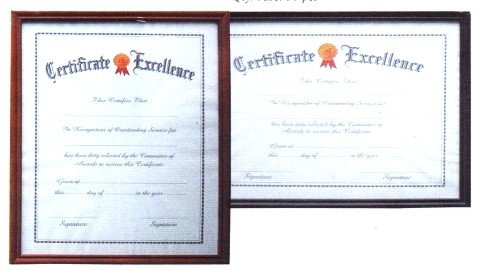 Certificate of Excellence
This Certifies That
In Recognition of Outstanding Service for
has been duly selected by the Committee of
Awards to receive this Certificate
Given at
this day of in the year
Signature Signature
Certificate of Excellence
This Certifies That
In Recognition of Outstanding Service for
has been duly selected by the Committee of
Awards to receive this Certificate
Given at
this day of in the year
Signature Signature